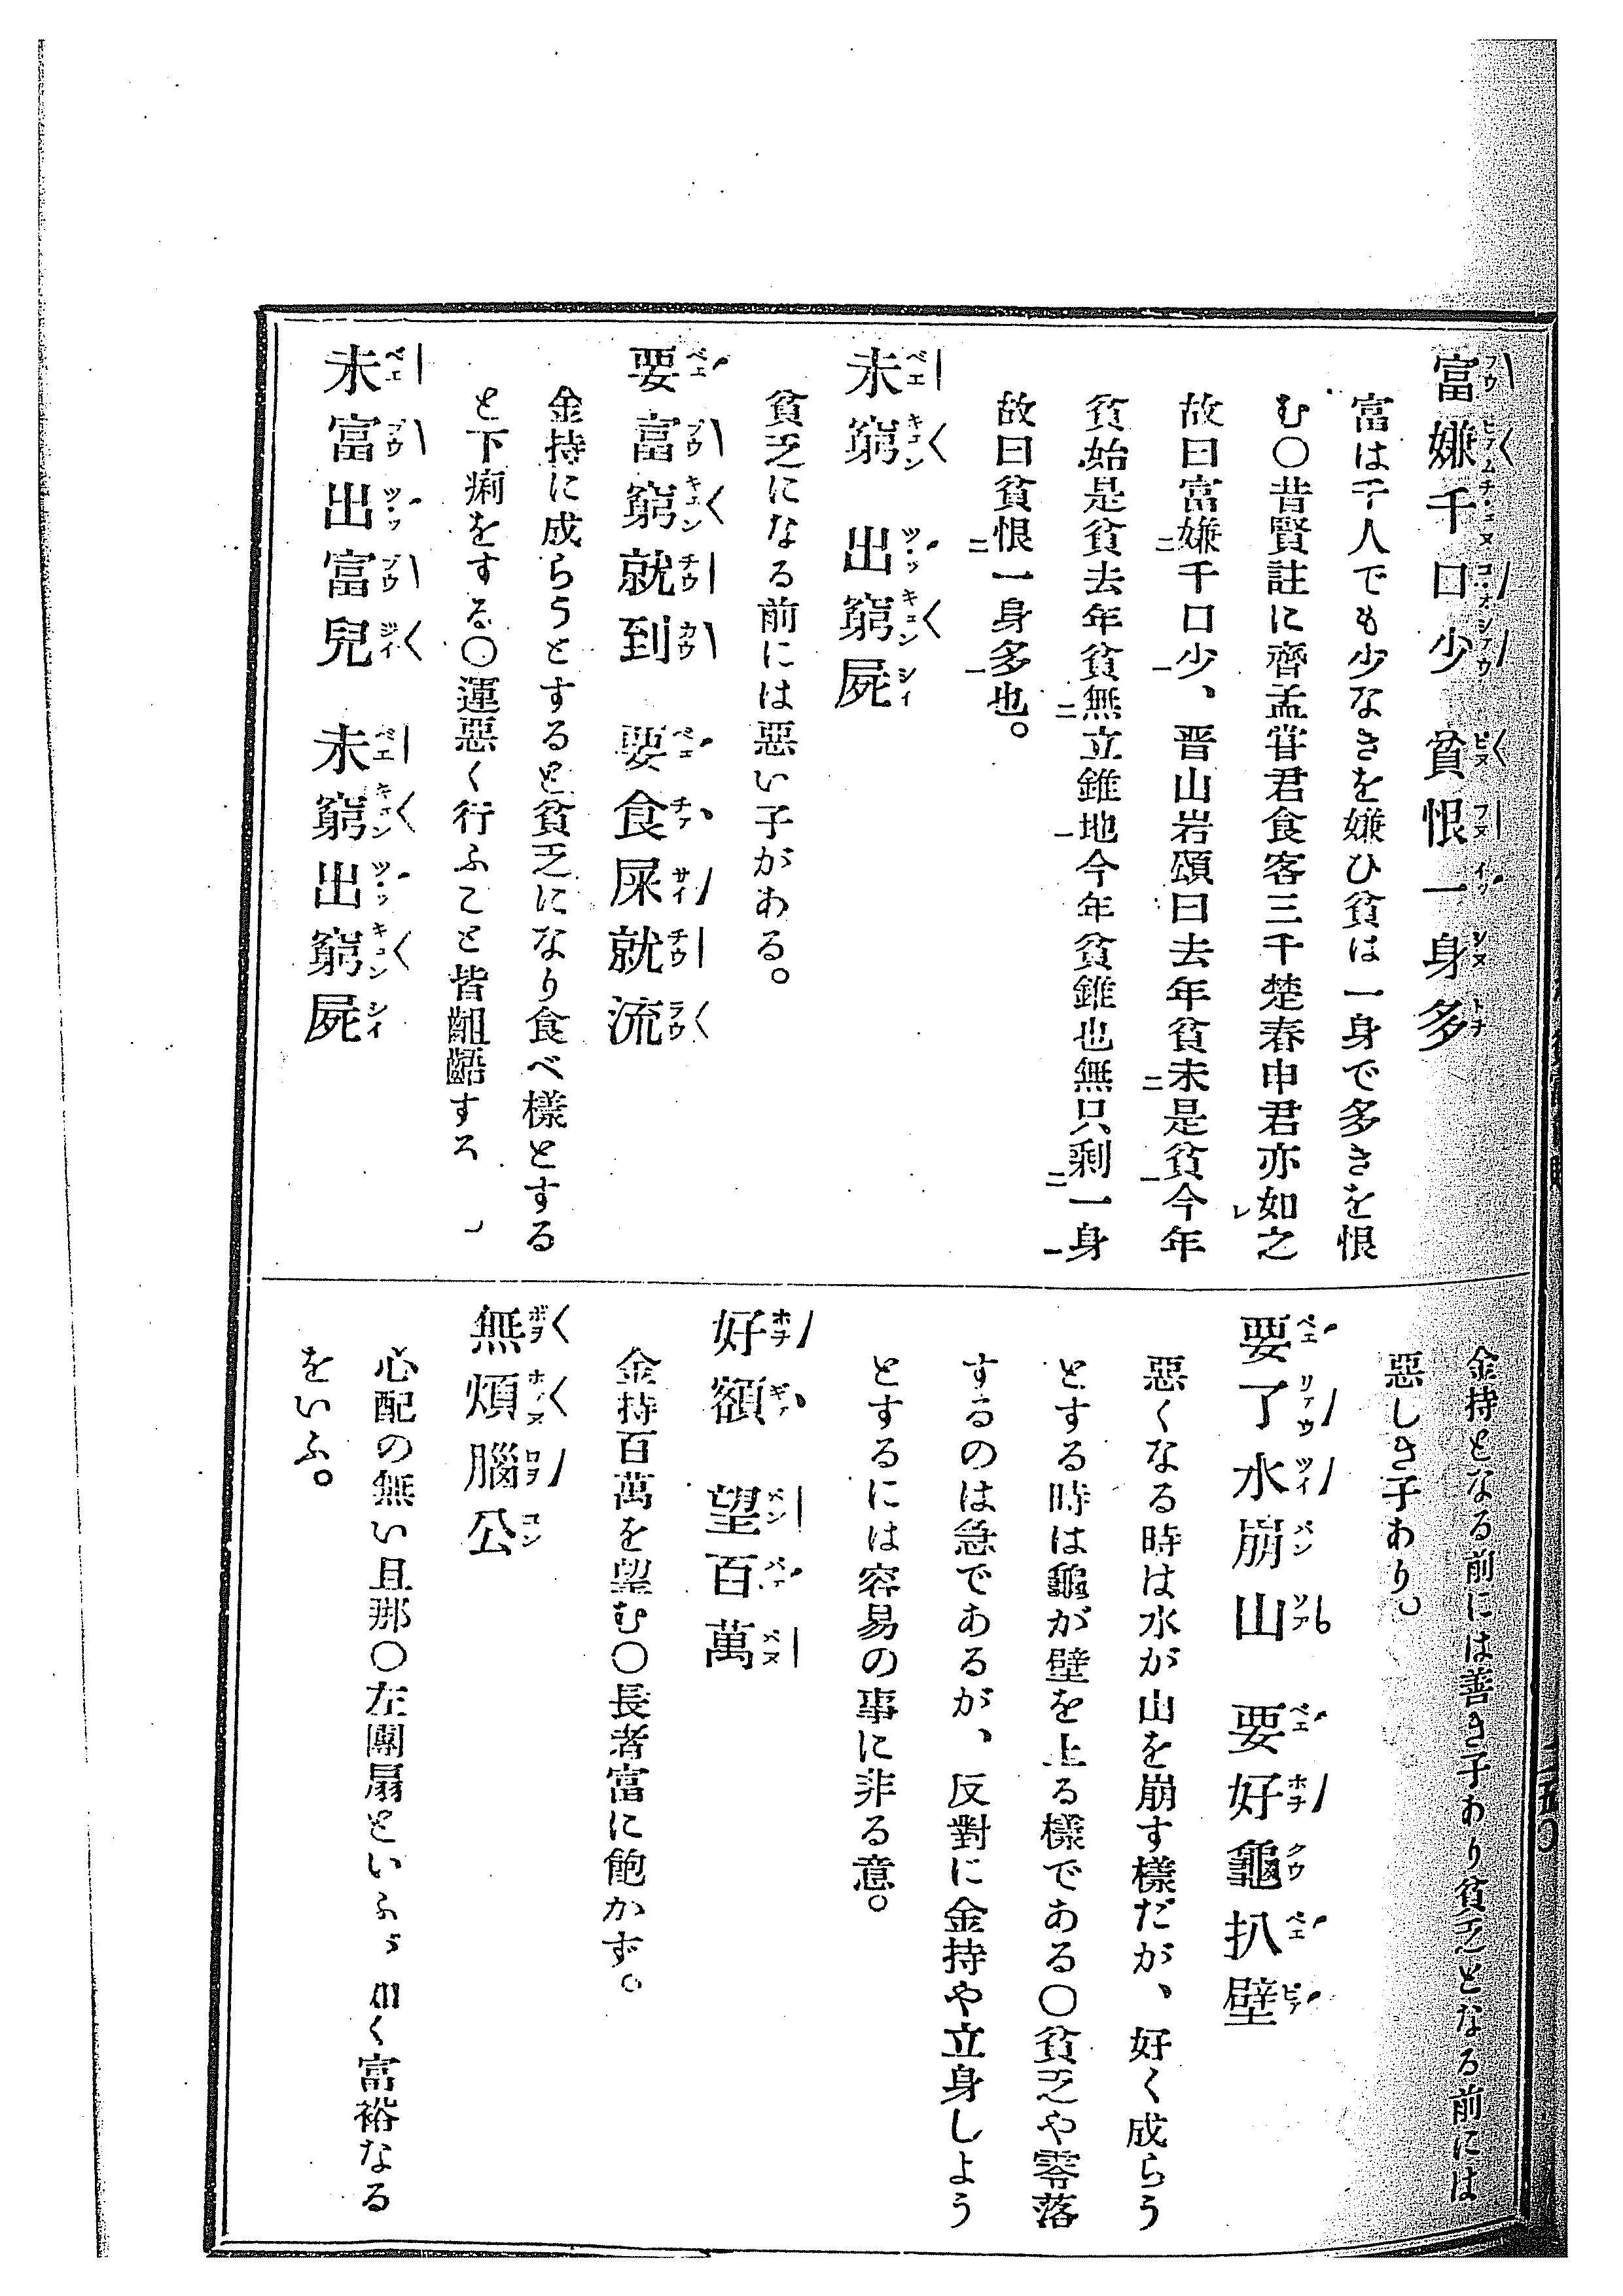 富嫌千口少　貧恨一身多
富は千人でも少なきを嫌ひ貧は一身で多きを恨
む〇昔賢註に齊孟甞君食客三千楚春申君亦如之
故曰富嫌千口少、晋山岩頌曰去年貧未是貧今年
貧始是貧去年貧無立錐地今年貧錐也無只剩一身
故曰貧恨一身多也。
未窮　出窮屍
貧乏になる前には惡い子がある。
要富窮就到　要食屎就流
金持に成らうとすると貧乏になり食べ樣とする
と下痢をする〇運惡く行ふこと皆齟齬する
未富出富兒　未窮出窮屍
金持となる前には善き子あり貧乏となる前には
惡しき子あり。
要了水崩山　要好龜扒壁
惡くなる時は水が山を崩す樣だが、好く成らう
とする時は龜が壁を上る樣である〇貧乏や零落
するのは急であるが、反對に金持や立身しよう
とするには容易の事に非る意。
好額　望百萬
金持百萬を望む〇長者富に飽かず。
無煩腦公
心配の無い旦那〇左團扇といふ く富裕なる
をいふ。